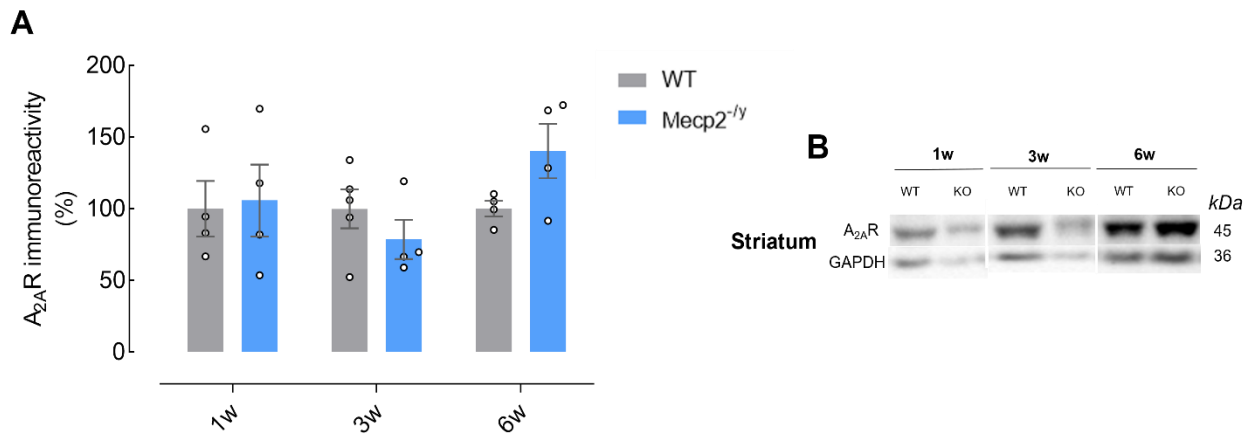 A
200
150
100
50
0
A2AR immunoreactivity
(%)
1w
3w
6w
WT
Mecp2-/y
B
1w 3w 6w
WT KO WT KO WT KO
kDa
Striatum
A2AR 45
GAPDH 36